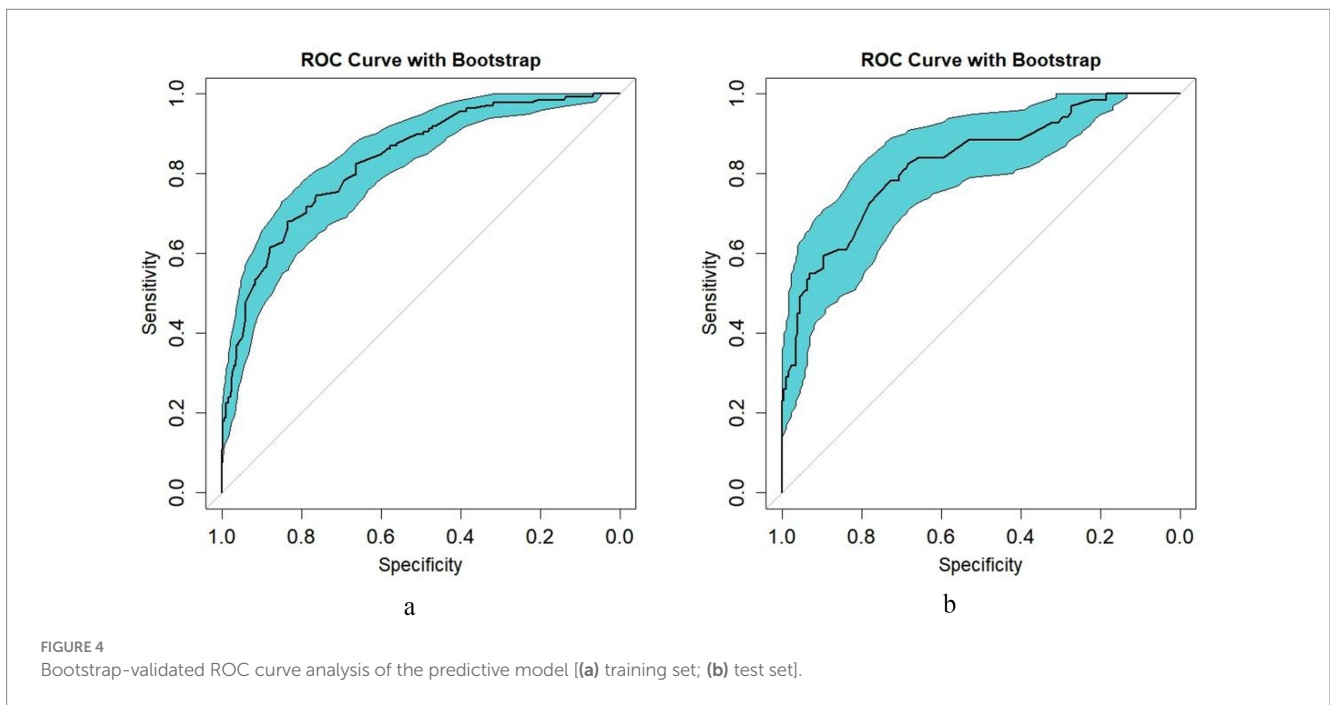 ROC Curve with Bootstrap
1.0
0.8
0.6
0.4
0.2
0.0
Sensitivity
1.0 0.8 0.6 0.4 0.2 0.0
Specificity
a
ROC Curve with Bootstrap
1.0
0.8
0.6
0.4
0.2
0.0
Sensitivity
1.0 0.8 0.6 0.4 0.2 0.0
Specificity
b
FIGURE 4
Bootstrap-validated ROC curve analysis of the predictive model [(a) training set; (b) test set].